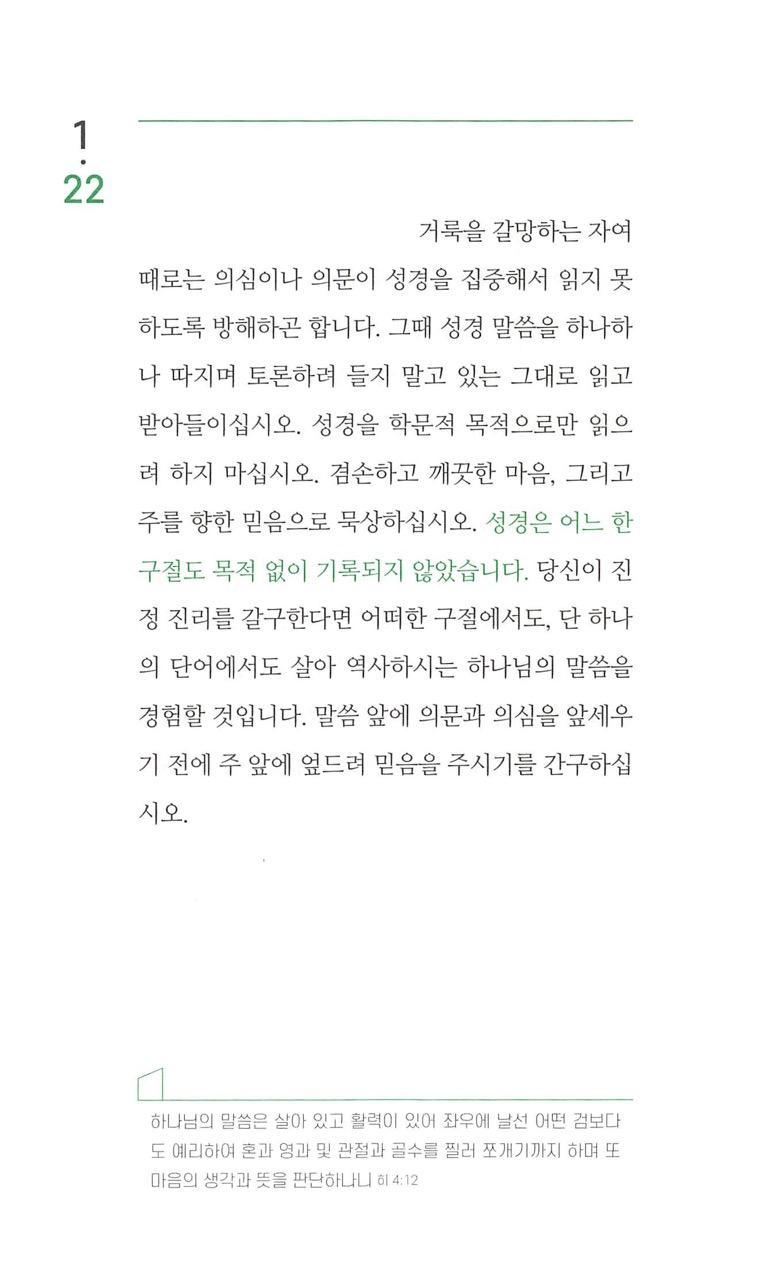 1
.
22
거룩을 갈망하는 자여
때로는 의심이나 의문이 성경을 집중해서 읽지 못
하도록 방해하곤 합니다. 그때 성경 말씀을 하나하
나 따지며 토론하려 들지 말고 있는 그대로 읽고
받아들이십시오. 성경을 학문적 목적으로만 읽으
려 하지 마십시오. 겸손하고 깨끗한 마음, 그리고
주를 향한 믿음으로 묵상하십시오. 성경은 어느 한
구절도 목적 없이 기록되지 않았습니다. 당신이 진
정 진리를 갈구한다면 어떠한 구절에서도, 단 하나
의 단어에서도 살아 역사하시는 하나님의 말씀을
경험할 것입니다. 말씀 앞에 의문과 의심을 앞세우
기 전에 주 앞에 엎드려 믿음을 주시기를 간구하십
시오.
하나님의 말씀은 살아 있고 활력이 있어 좌우에 날선 어떤 검보다
도 예리하여 혼과 영과 및 관절과 골수를 찔러 쪼개기까지 하며 또
마음의 생각과 뜻을 판단하나니 히 4:12